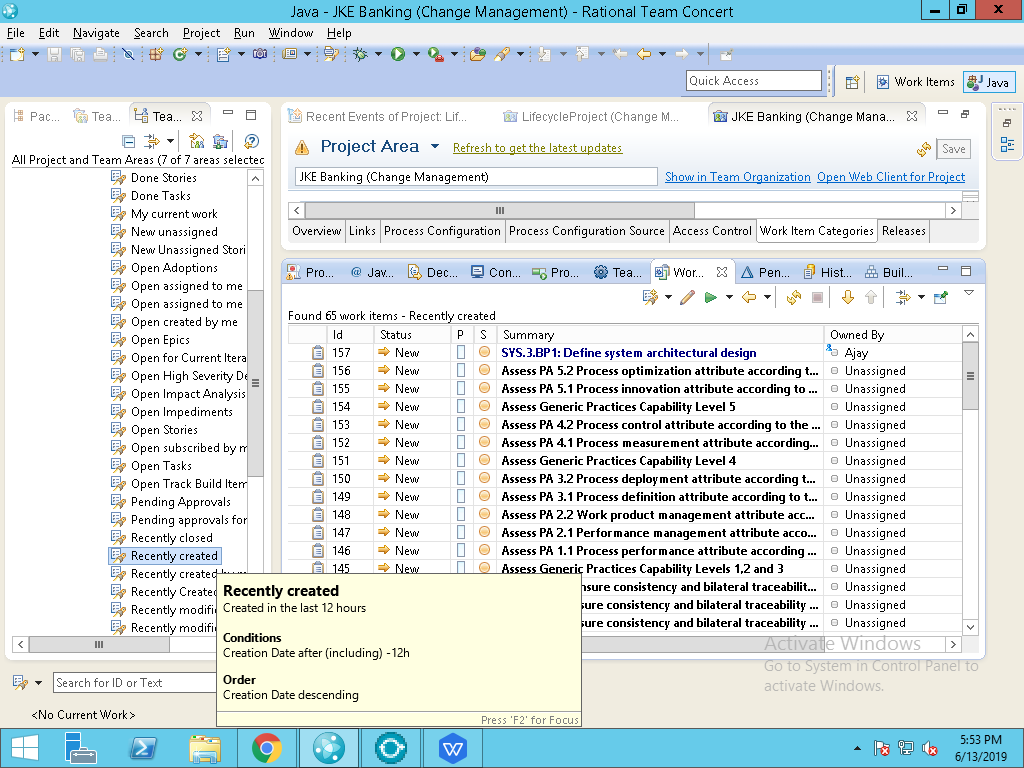 Java - JKE Banking (Change Management) - Rational Team Concert
File Edit Navigate Search Project Run Window Help
Quick Access
Work Items
Java
Pac...
Tea...
Tea...
All Project and Team Areas (7 of 7 areas selected
Done Stories
Done Tasks
My current work
New unassigned
New Unassigned Stori
Open Adoptions
Open assigned to me
Open assigned to me
Open created by me
Open Epics
Open for Current Itera
Open High Severity De
Open Impact Analysis
Open Impediments
Open Stories
Open subscribed by m
Open Tasks
Open Track Build Item
Pending Approvals
Pending approvals for
Recently closed
Recently created
Recently created by m
Recently Created
Recently modifi
Recently modifi
Search for ID or Text
<No Current Work>
Recent Events of Project: Lif...
LifecycleProject (Change M...
JKE Banking (Change Mana...
Project Area
Refresh to get the latest updates
Save
JKE Banking (Change Management)
Show in Team Organization
Open Web Client for Project
Overview Links Process Configuration Process Configuration Source Access Control Work Item Categories Releases
Pro... Jav... Dec... Con... Pro... Tea... Wor... Pen... Hist... Buil...
Found 65 work items - Recently created
Id Status P S Summary Owned By
157 New SYS.3.BP1: Define system architectural design Ajay
156 New Assess PA 5.2 Process optimization attribute according t... Unassigned
155 New Assess PA 5.1 Process innovation attribute according to ... Unassigned
154 New Assess Generic Practices Capability Level 5 Unassigned
153 New Assess PA 4.2 Process control attribute according to the ... Unassigned
152 New Assess PA 4.1 Process measurement attribute according... Unassigned
151 New Assess Generic Practices Capability Level 4 Unassigned
150 New Assess PA 3.2 Process deployment attribute according t... Unassigned
149 New Assess PA 3.1 Process definition attribute according to t... Unassigned
148 New Assess PA 2.2 Work product management attribute acc... Unassigned
147 New Assess PA 2.1 Performance management attribute acco... Unassigned
146 New Assess PA 1.1 Process performance attribute according ... Unassigned
145 New Assess Generic Practices Capability Levels 1,2 and 3 Unassigned
nsure consistency and bilateral traceabilit... Unassigned
sure consistency and bilateral traceability ... Unassigned
sure consistency and bilateral traceability ... Unassigned
Recently created
Created in the last 12 hours
Conditions
Creation Date after (including) -12h
Order
Creation Date descending
Press 'F2' for Focus
Activate Windows
Go to System in Control Panel to
activate Windows.
5:53 PM
6/13/2019